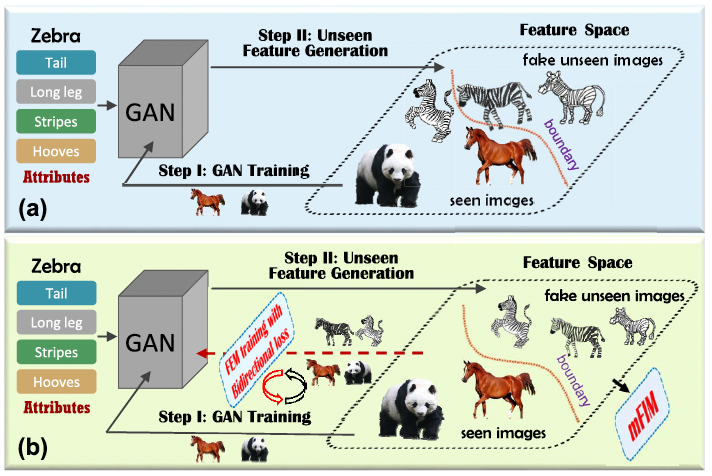 Zebra
Tail
Long leg
Stripes
Hooves
Attributes
(a)
GAN
Step II: Unseen
Feature Generation
Step I: GAN Training
Feature Space
fake unseen images
boundary
seen images
Zebra
Tail
Long leg
Stripes
Hooves
Attributes
(b)
GAN
Step II: Unseen
Feature Generation
FEM training with
Bidirectional loss
Step I: GAN Training
Feature Space
fake unseen images
boundary
seen images
mFIM